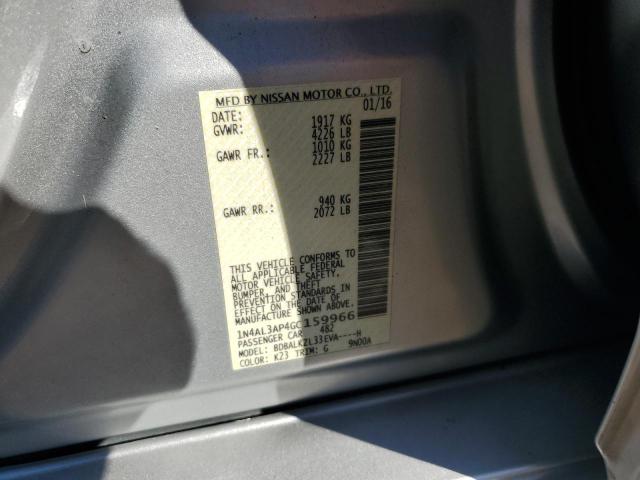 MFD BY NISSAN MOTOR CO., LTD.
DATE: 01/16
GVWR: 1917 KG
4226 LB
GAWR FR.: 1010 KG
2227 LB
GAWR RR.: 940 KG
2072 LB
THIS VEHICLE CONFORMS TO
ALL APPLICABLE FEDERAL
MOTOR VEHICLE SAFETY,
BUMPER, AND THEFT
PREVENTION STANDARDS IN
EFFECT ON THE DATE OF
MANUFACTURE SHOWN ABOVE.
1N4AL3AP4GC159966
PASSENGER CAR 482
MODEL: BDBALKZL33EVA----H
COLOR: K23 TRIM: G 9N00A